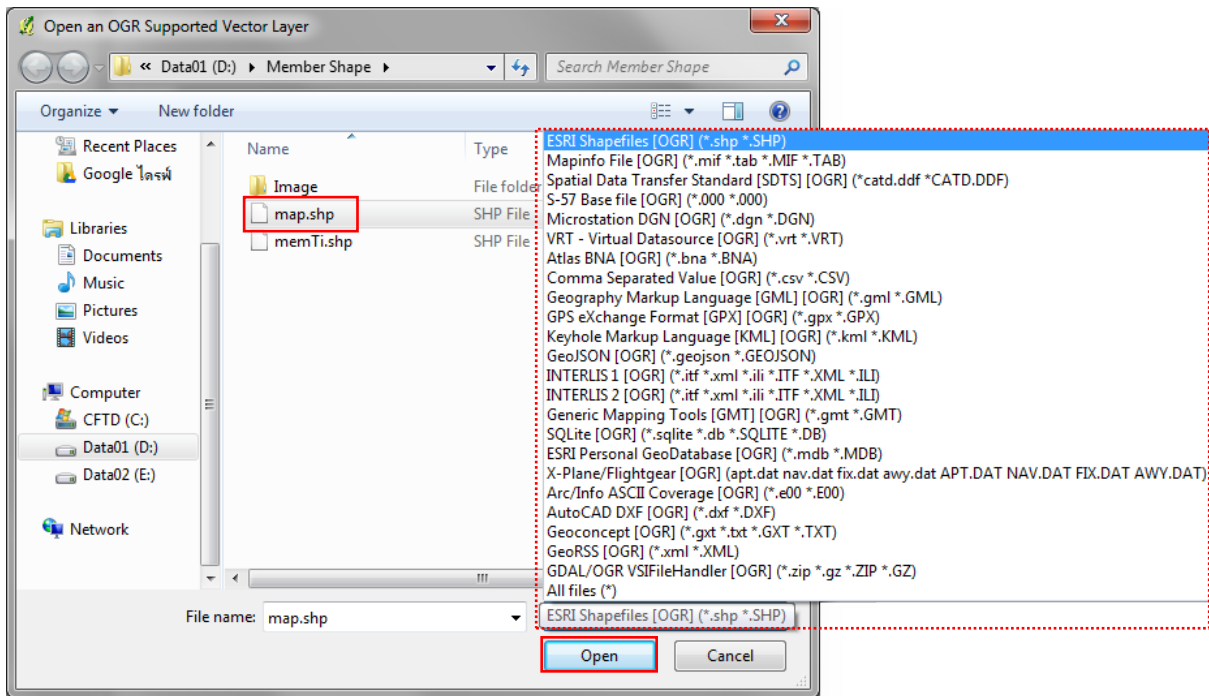 Open an OGR Supported Vector Layer
« Data01 (D:) Member Shape
Search Member Shape
Organize
New folder
Recent Places
Google ไดรฟ์
Libraries
Documents
Music
Pictures
Videos
Computer
CFTD (C:)
Data01 (D:)
Data02 (E:)
Network
Name Type
Image File folder
map.shp SHP File
memTi.shp SHP File
ESRI Shapefiles [OGR] (*.shp *.SHP)
Mapinfo File [OGR] (*.mif *.tab *.MIF *.TAB)
Spatial Data Transfer Standard [SDTS] [OGR] (*catd.ddf *CATD.DDF)
S-57 Base file [OGR] (*.000 *.000)
Microstation DGN [OGR] (*.dgn *.DGN)
VRT - Virtual Datasource [OGR] (*.vrt *.VRT)
Atlas BNA [OGR] (*.bna *.BNA)
Comma Separated Value [OGR] (*.csv *.CSV)
Geography Markup Language [GML] [OGR] (*.gml *.GML)
GPS eXchange Format [GPX] [OGR] (*.gpx *.GPX)
Keyhole Markup Language [KML] [OGR] (*.kml *.KML)
GeoJSON [OGR] (*.geojson *.GEOJSON)
INTERLIS 1 [OGR] (*.itf *.xml *.ili *.ITF *.XML *.ILI)
INTERLIS 2 [OGR] (*.itf *.xml *.ili *.ITF *.XML *.ILI)
Generic Mapping Tools [GMT] [OGR] (*.gmt *.GMT)
SQLite [OGR] (*.sqlite *.db *.SQLITE *.DB)
ESRI Personal GeoDatabase [OGR] (*.mdb *.MDB)
X-Plane/Flightgear [OGR] (apt.dat nav.dat fix.dat awy.dat APT.DAT NAV.DAT FIX.DAT AWY.DAT)
Arc/Info ASCII Coverage [OGR] (*.e00 *.E00)
AutoCAD DXF [OGR] (*.dxf *.DXF)
Geoconcept [OGR] (*.gxt *.txt *.GXT *.TXT)
GeoRSS [OGR] (*.xml *.XML)
GDAL/OGR VSIFileHandler [OGR] (*.zip *.gz *.ZIP *.GZ)
All files (*)
File name: map.shp
ESRI Shapefiles [OGR] (*.shp *.SHP)
Open
Cancel